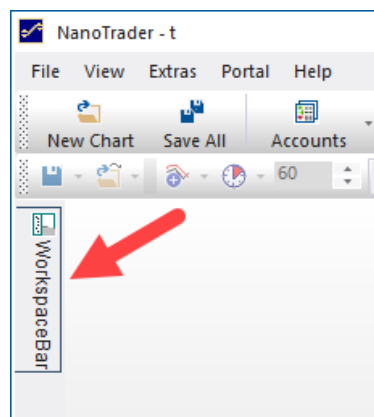 NanoTrader - t
File View Extras Portal Help
New Chart Save All Accounts
60
WorkspaceBar